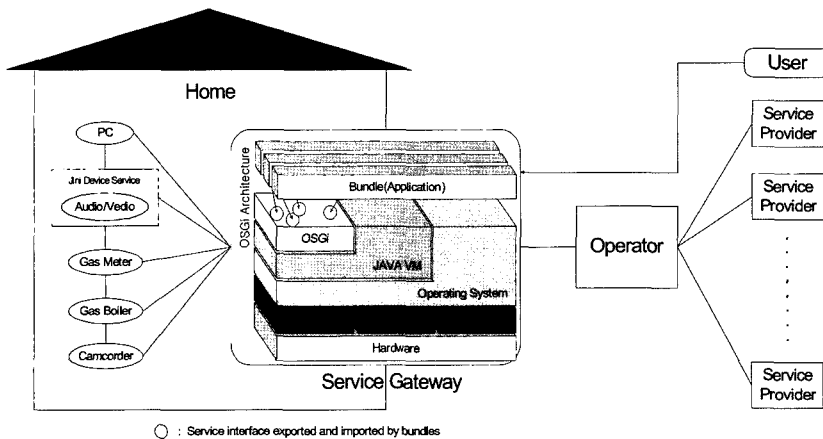 Home
PC
Jini Device Service
Audio/Vedio
Gas Meter
Gas Boiler
Camcorder
OSGi Architecture
Bundle(Application)
OSGi
JAVA VM
Operating System
Hardware
Service Gateway
Operator
User
Service
Provider
Service
Provider
Service
Provider
: Service interface exported and imported by bundles